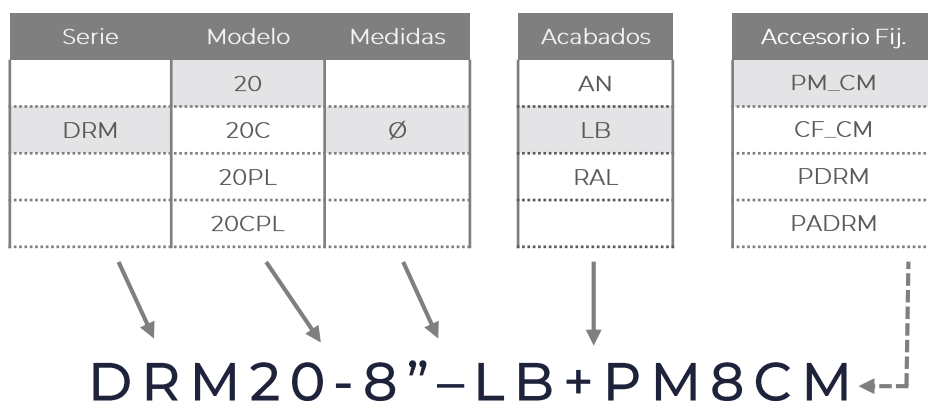 Serie Modelo Medidas Acabados Accesorio Fij.
20 AN PM_CM
DRM 20C Ø LB CF_CM
20PL RAL PDRM
20CPL PADRM
DRM20-8”–LB+PM8CM